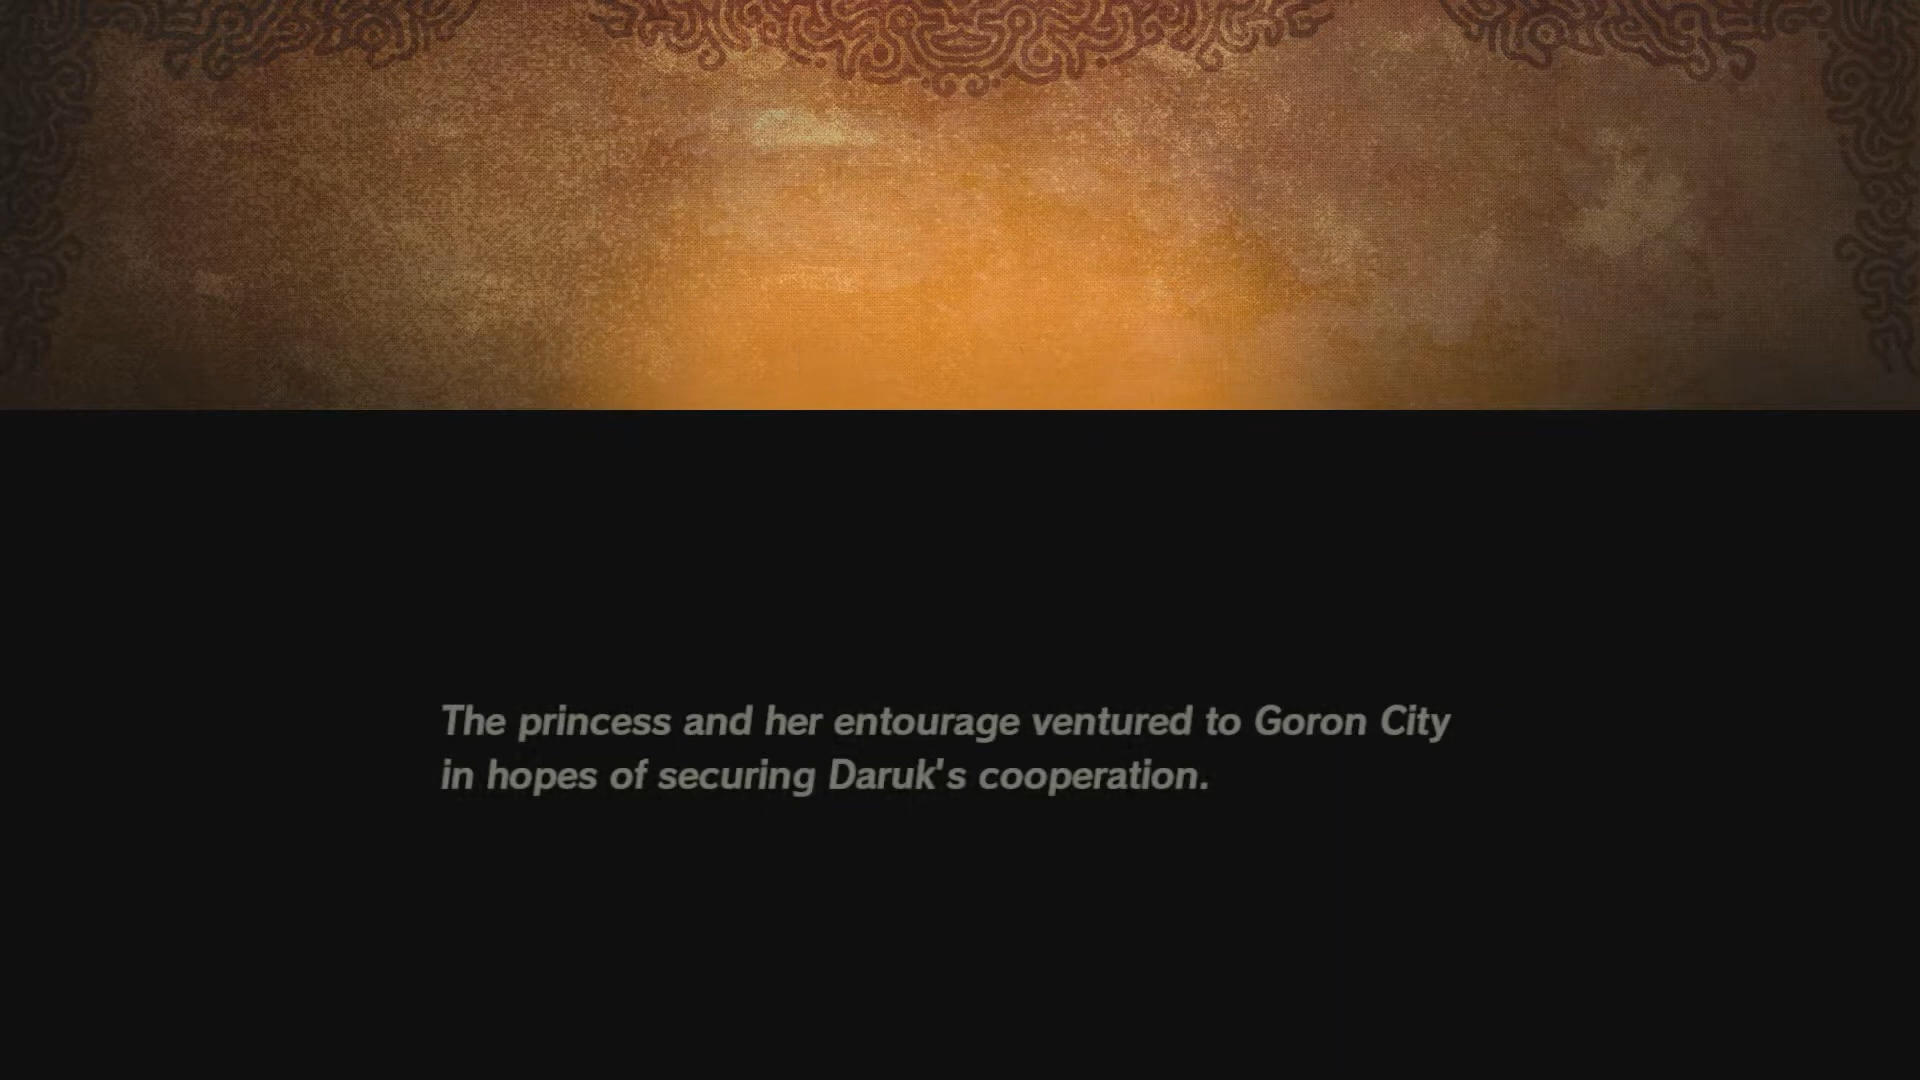 The princess and her entourage ventured to Goron City
in hopes of securing Daruk's cooperation.